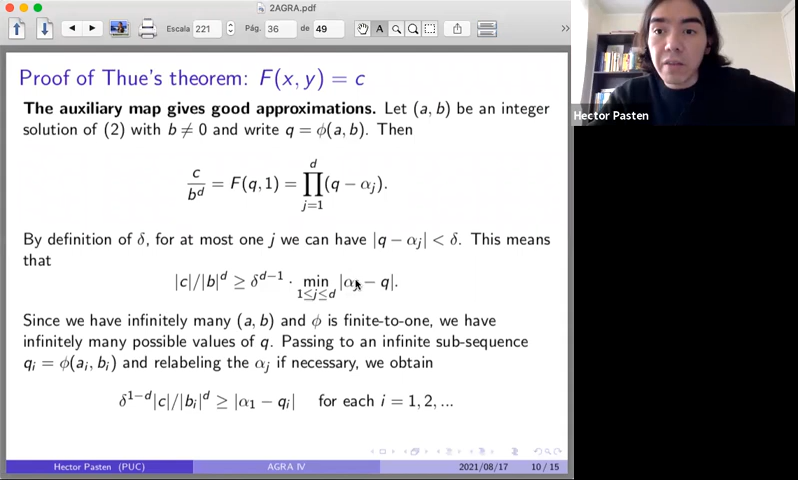 2AGRA.pdf
Escala 221 Pág. 36 de 49 A
Proof of Thue's theorem: F(x, y) = c
The auxiliary map gives good approximations. Let (a, b) be an integer
solution of (2) with b ≠ 0 and write q = ϕ(a, b). Then
c/b^d = F(q, 1) = ∏_{j=1}^{d} (q − α_j).
By definition of δ, for at most one j we can have |q − α_j| < δ. This means
that
|c|/|b|^d ≥ δ^{d−1} · min_{1≤j≤d} |α_j − q|.
Since we have infinitely many (a, b) and ϕ is finite-to-one, we have
infinitely many possible values of q. Passing to an infinite sub-sequence
q_i = ϕ(a_i, b_i) and relabeling the α_j if necessary, we obtain
δ^{1−d}|c|/|b_i|^d ≥ |α_1 − q_i| for each i = 1, 2, ...
Hector Pasten (PUC) AGRA IV 2021/08/17 10 / 15
Hector Pasten